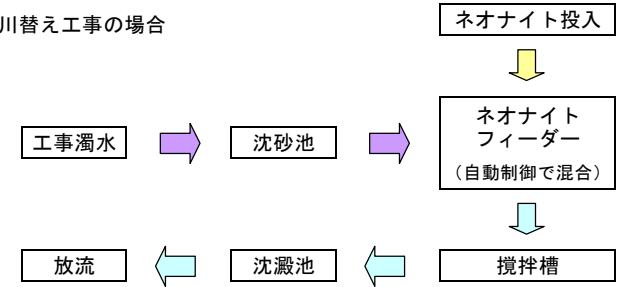 川替え工事の場合
ネオナイト投入
工事濁水
沈砂池
ネオナイト
フィーダー
（自動制御で混合）
放流
沈澱池
撹拌槽